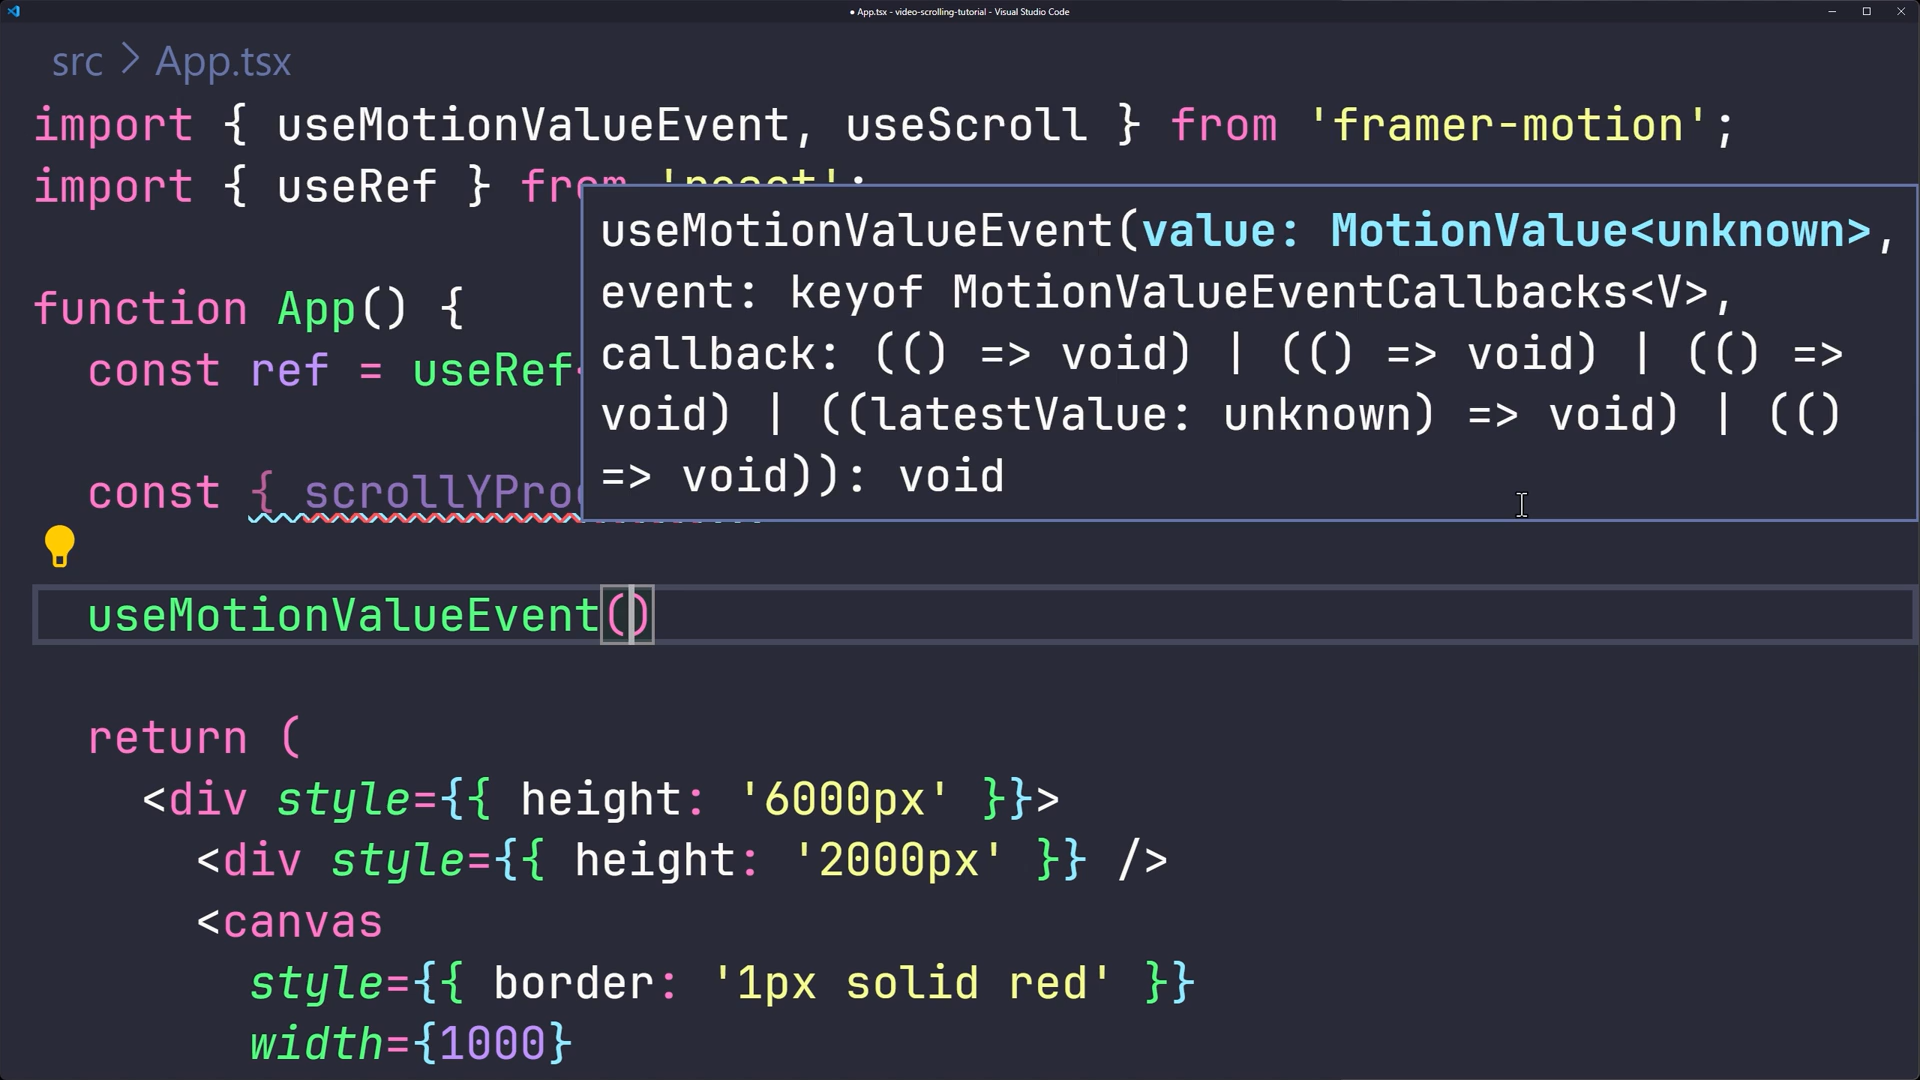 ● App.tsx - video-scrolling-tutorial - Visual Studio Code
src > App.tsx
import { useMotionValueEvent, useScroll } from 'framer-motion';
import { useRef } from 'react';
useMotionValueEvent(value: MotionValue<unknown>,
event: keyof MotionValueEventCallbacks<V>,
callback: (() => void) | (() => void) | (() =>
void) | ((latestValue: unknown) => void) | (()
=> void)): void
function App() {
const ref = useRef
const { scrollYProg
useMotionValueEvent()
return (
<div style={{ height: '6000px' }}>
<div style={{ height: '2000px' }} />
<canvas
style={{ border: '1px solid red' }}
width={1000}